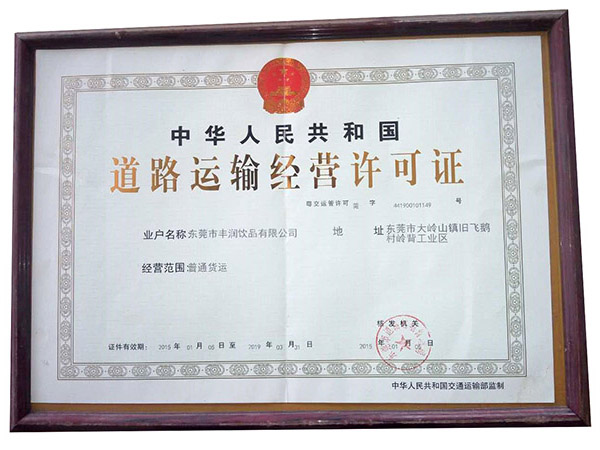 中华人民共和国
道路运输经营许可证
粤交运管许可 莞 字 441900101149 号
业户名称:东莞市丰润饮品有限公司 地 址 东莞市大岭山镇旧飞鹅
村岭背工业区
经营范围:普通货运
核发机关
证件有效期: 2015 年 01 月 05 日 至 2019 年 03 月 31 日 2015 年 01 月 05 日
中华人民共和国交通运输部监制